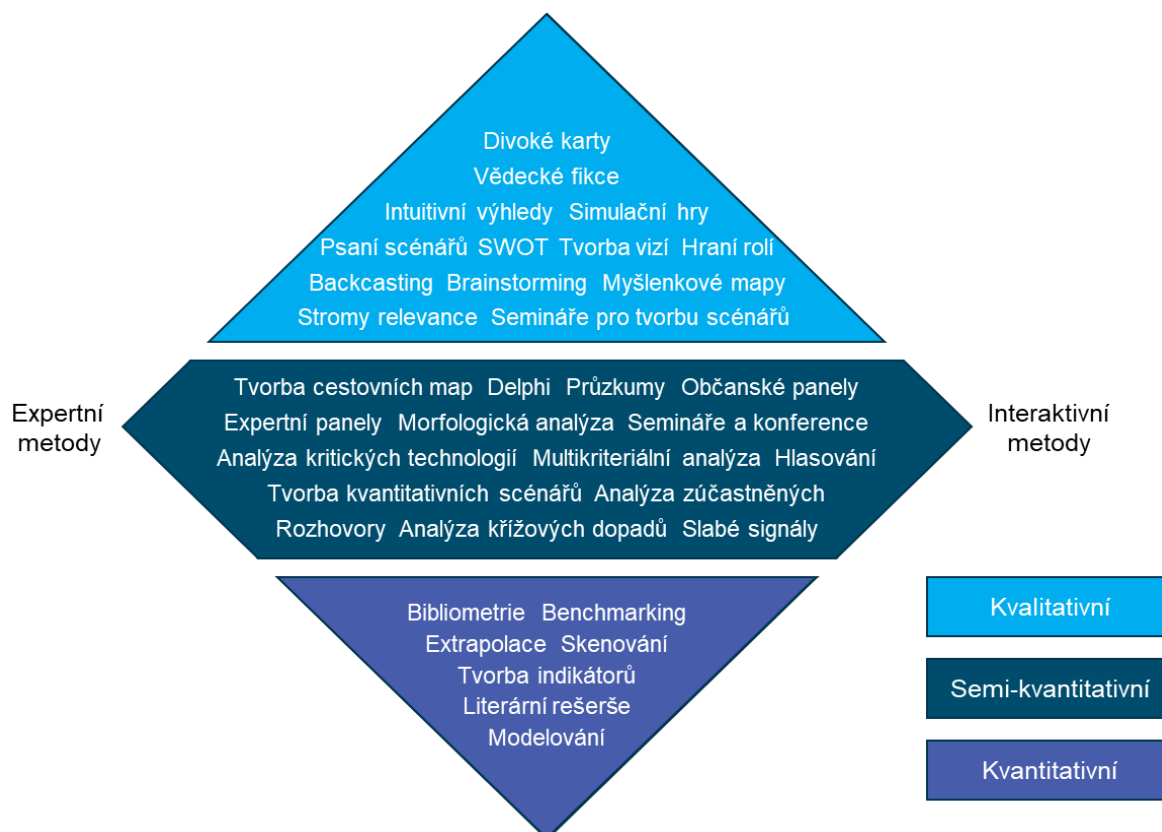 Divoké karty
Vědecké fikce
Intuitivní výhledy Simulační hry
Psaní scénářů SWOT Tvorba vizí Hraní rolí
Backcasting Brainstorming Myšlenkové mapy
Stromy relevance Semináře pro tvorbu scénářů
Expertní
metody
Tvorba cestovních map Delphi Průzkumy Občanské panely
Expertní panely Morfologická analýza Semináře a konference
Analýza kritických technologií Multikriteriální analýza Hlasování
Tvorba kvantitativních scénářů Analýza zúčastněných
Rozhovory Analýza křížových dopadů Slabé signály
Interaktivní
metody
Bibliometrie Benchmarking
Extrapolace Skenování
Tvorba indikátorů
Literární rešerše
Modelování
Kvalitativní
Semi-kvantitativní
Kvantitativní